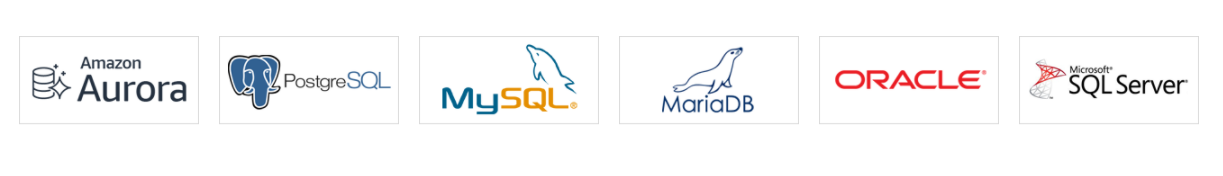 Amazon
Aurora
PostgreSQL
MySQL®
MariaDB
ORACLE®
Microsoft®
SQL Server®